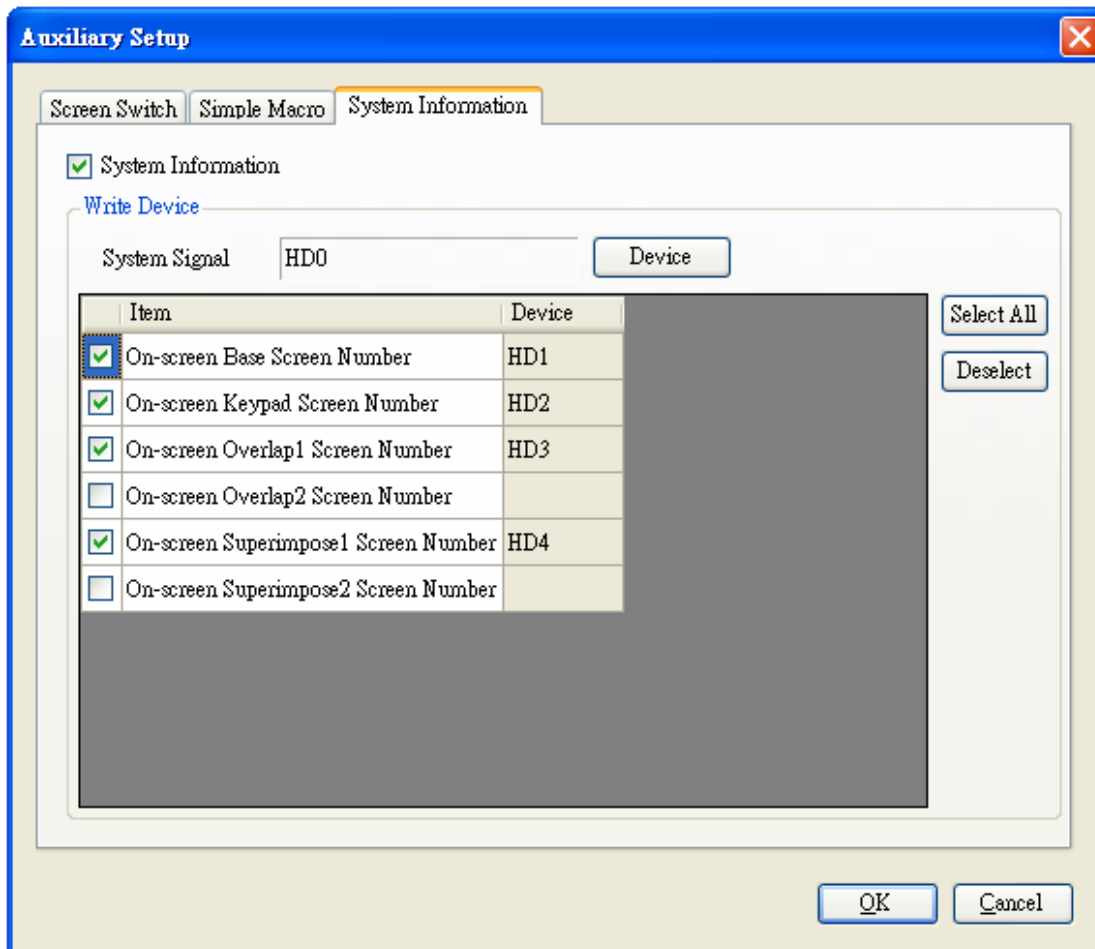 Auxiliary Setup
Screen Switch Simple Macro System Information
System Information
Write Device
System Signal HD0 Device
Item Device Select All
On-screen Base Screen Number HD1
Deselect
On-screen Keypad Screen Number HD2
On-screen Overlap1 Screen Number HD3
On-screen Overlap2 Screen Number
On-screen Superimpose1 Screen Number HD4
On-screen Superimpose2 Screen Number
OK Cancel